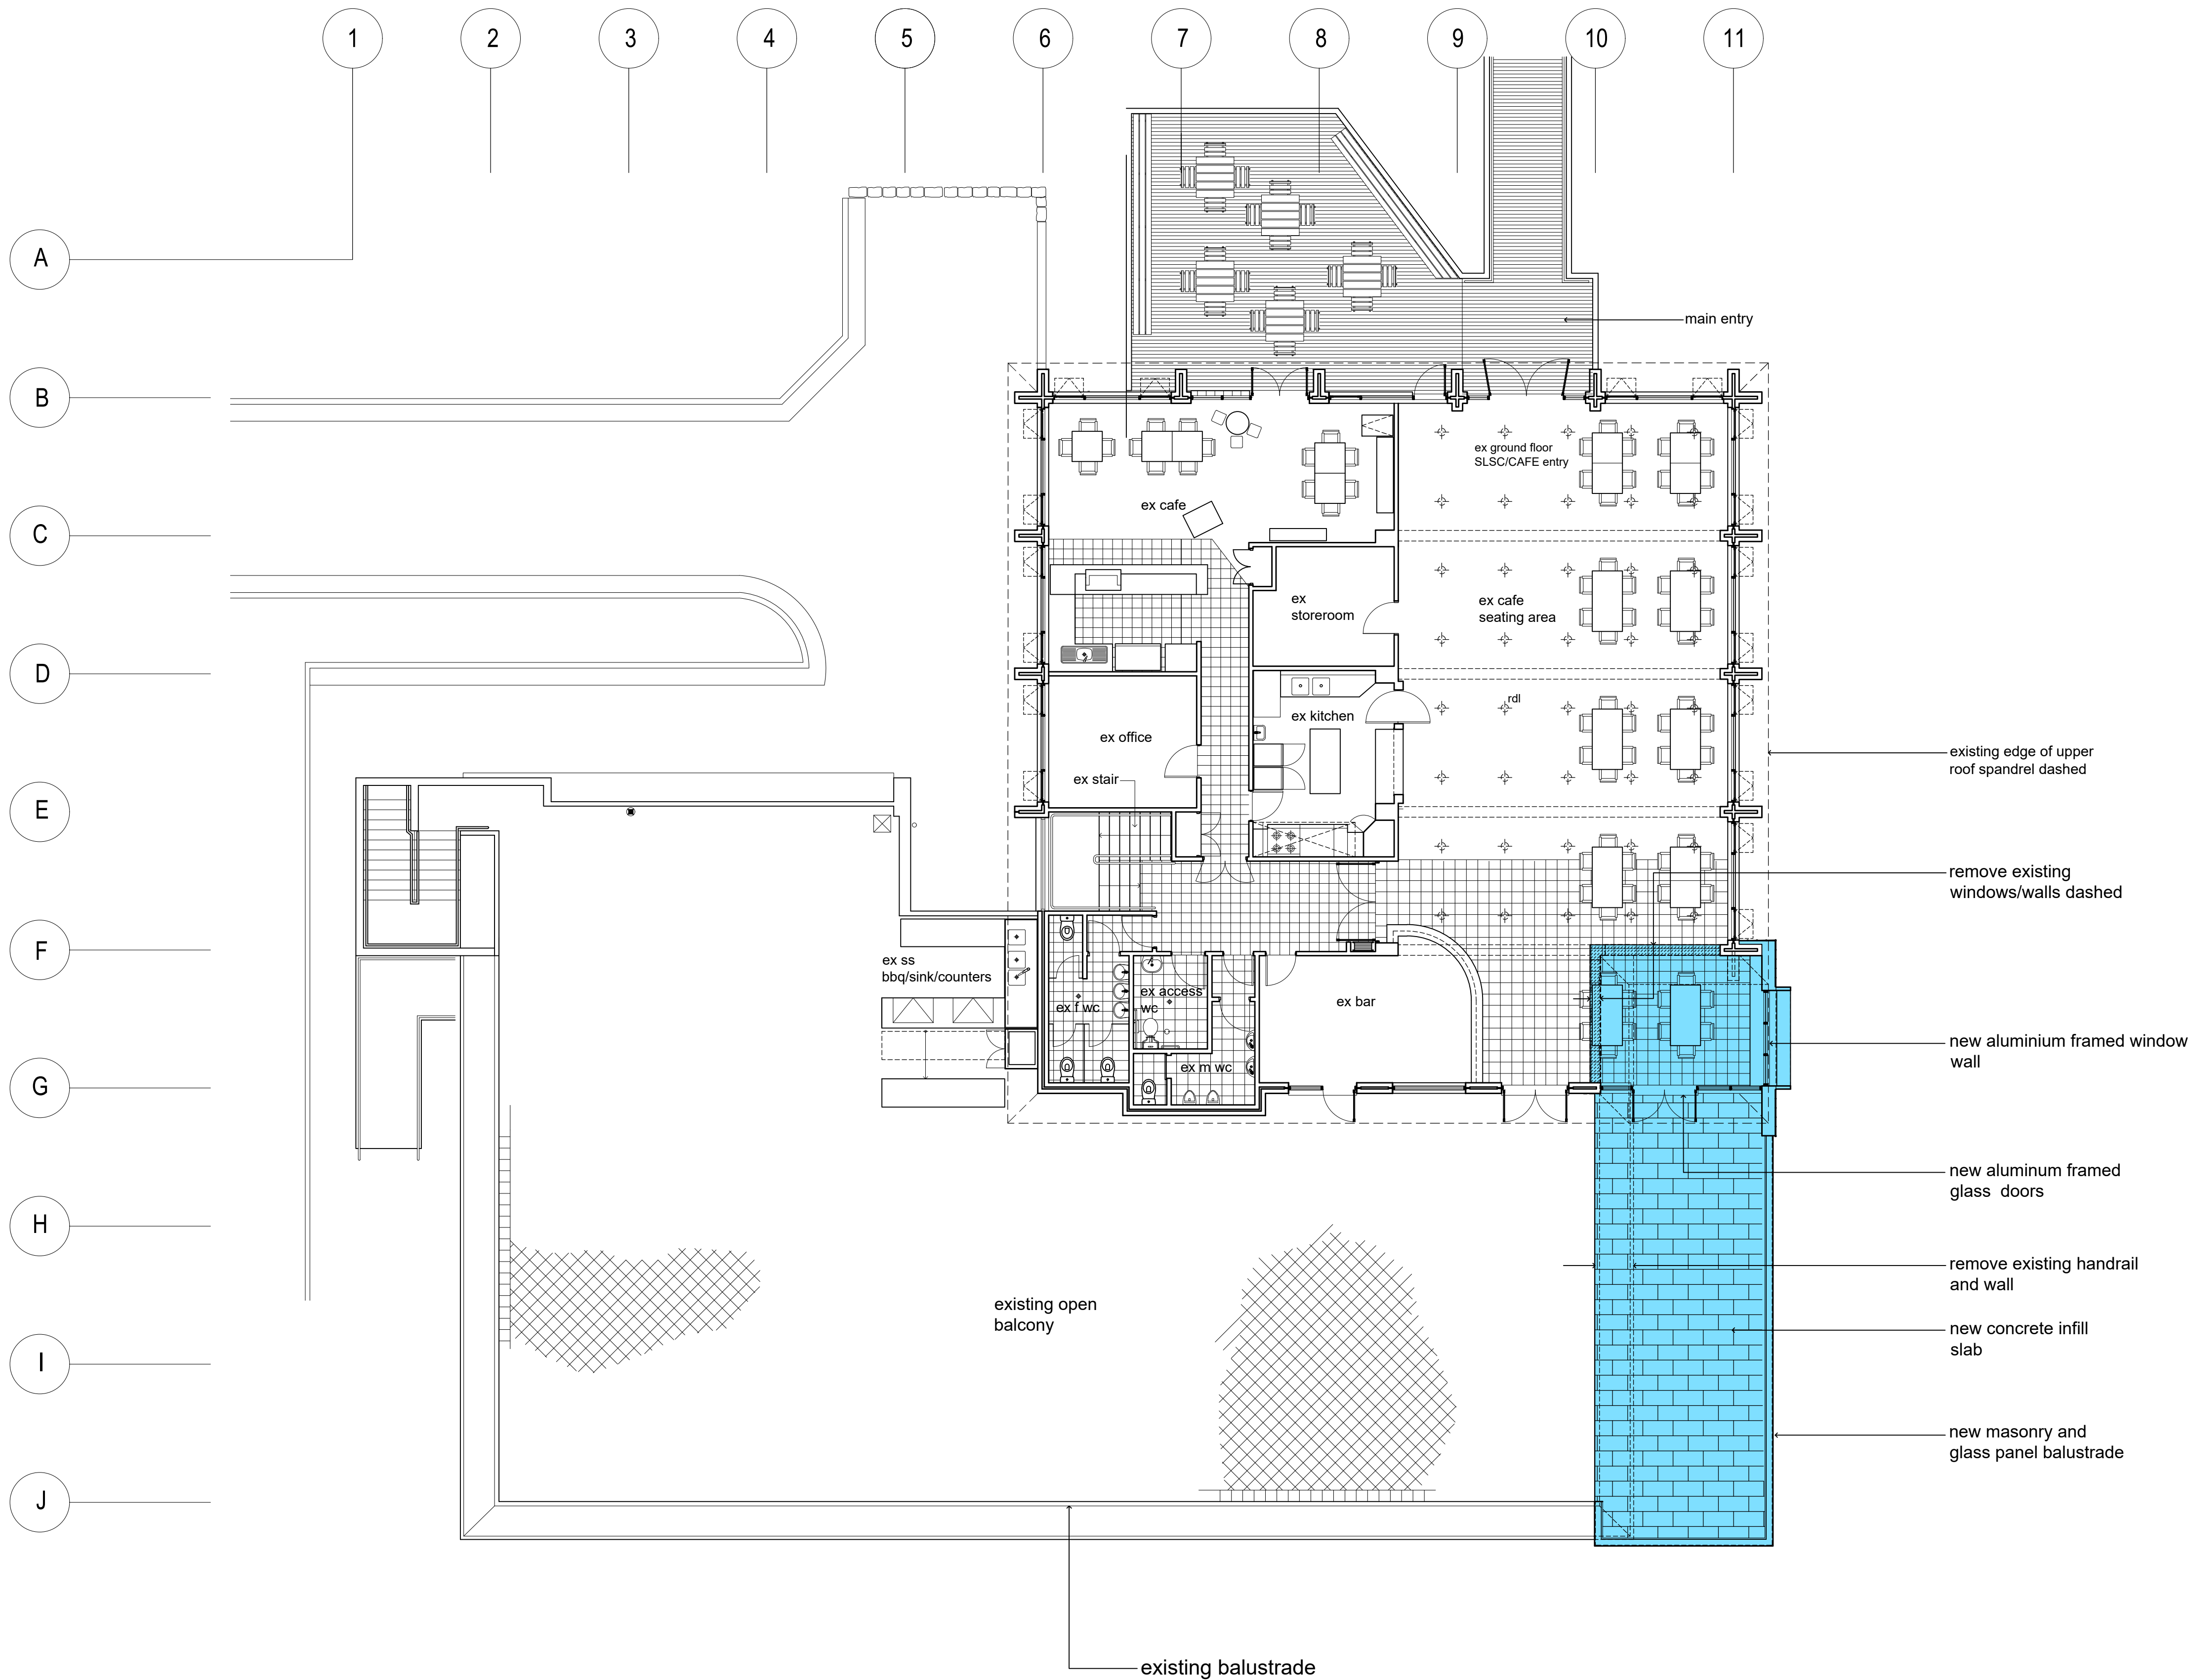 1 2 3 4 5 6 7 8 9 10 11
A
main entry
B
ex ground floor
SLSC/CAFE entry
ex cafe
C
ex
storeroom
ex cafe
seating area
D
rdl
ex kitchen
ex office
existing edge of upper
roof spandrel dashed
ex stair
E
remove existing
windows/walls dashed
F
ex ss
bbq/sink/counters
ex f wc
ex access
wc
ex bar
new aluminium framed window
wall
ex m wc
G
new aluminum framed
glass doors
H
remove existing handrail
and wall
existing open
balcony
new concrete infill
slab
I
new masonry and
glass panel balustrade
J
existing balustrade